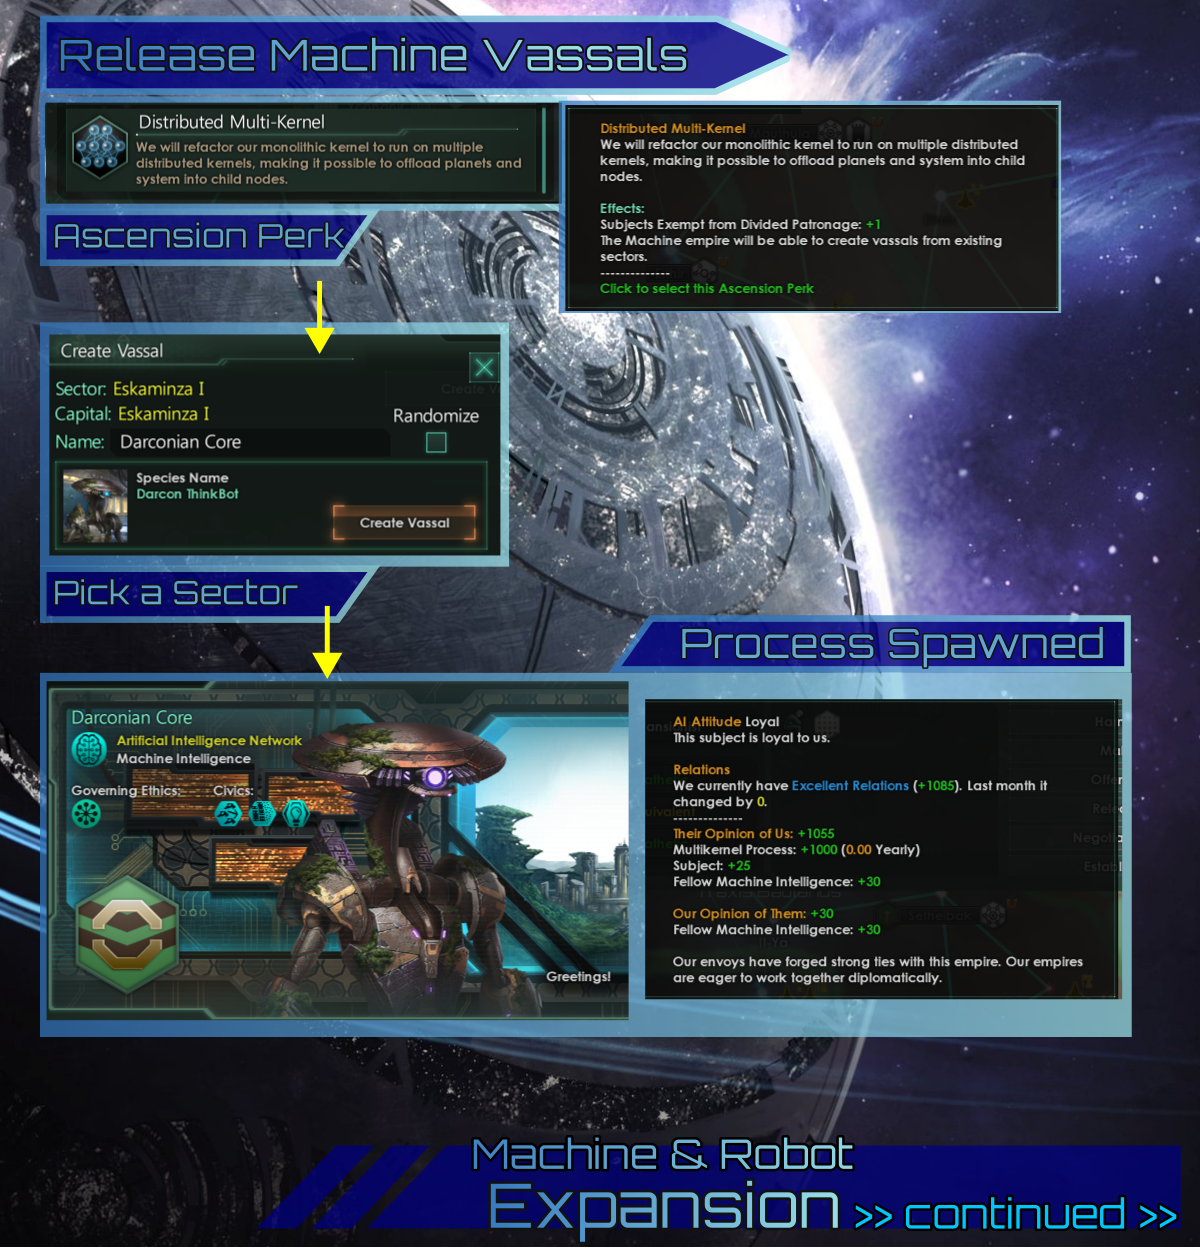 Release Machine Vassals
Distributed Multi-Kernel
We will refactor our monolithic kernel to run on multiple
distributed kernels, making it possible to offload planets and
system into child nodes.
Distributed Multi-Kernel
We will refactor our monolithic kernel to run on multiple distributed
kernels, making it possible to offload planets and system into child
nodes.
Effects:
Subjects Exempt from Divided Patronage: +1
The Machine empire will be able to create vassals from existing
sectors.
--------------
Click to select this Ascension Perk
Ascension Perk
Create Vassal
Sector: Eskaminza I
Capital: Eskaminza I
Randomize
Name: Darconian Core
Species Name
Darcon ThinkBot
Create Vassal
Pick a Sector
Process Spawned
Darconian Core
Artificial Intelligence Network
Machine Intelligence
Governing Ethics: Civics:
Greetings!
AI Attitude Loyal
This subject is loyal to us.
Relations
We currently have Excellent Relations (+1085). Last month it
changed by 0.
--------------
Their Opinion of Us: +1055
Multikernel Process: +1000 (0.00 Yearly)
Subject: +25
Fellow Machine Intelligence: +30
Our Opinion of Them: +30
Fellow Machine Intelligence: +30
Our envoys have forged strong ties with this empire. Our empires
are eager to work together diplomatically.
Machine & Robot
Expansion >> continued >>